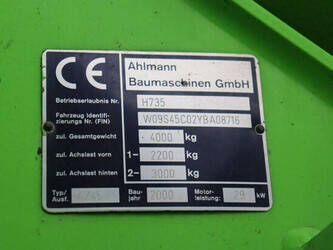 CE Ahlmann
Baumaschinen GmbH
Betriebserlaubnis Nr. H735
Fahrzeug Identifi-
zierungs Nr. (FIN) W09S45C02YBA08716
zul. Gesamtgewicht 4000 kg
zul. Achslast vorn 1- 2200 kg
zul. Achslast hinten 2- 3000 kg
Typ/ Bau- Motor-
Ausf. jahr 2000 leistung: 29 kW